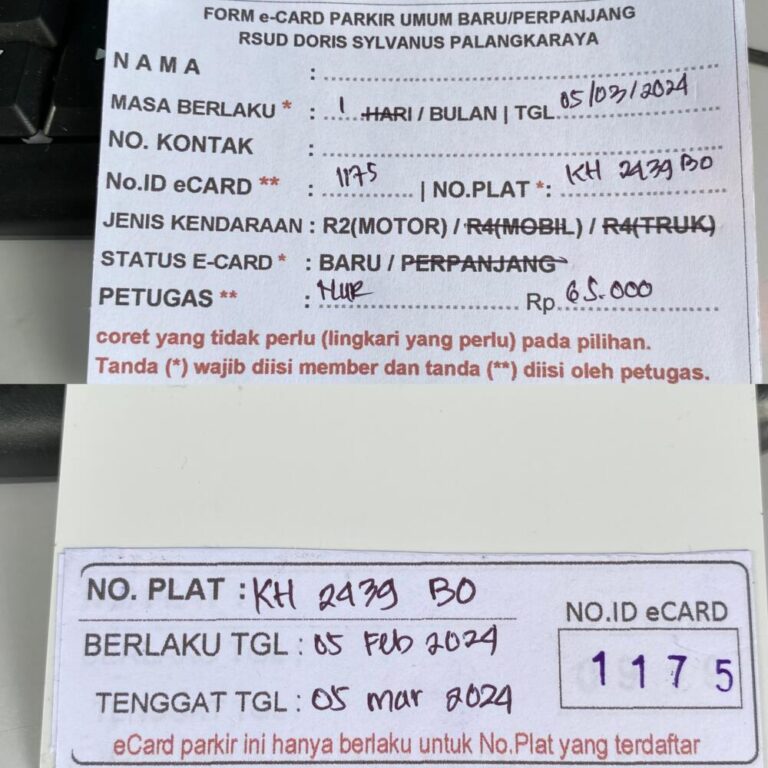 FORM e-CARD PARKIR UMUM BARU/PERPANJANG
RSUD DORIS SYLVANUS PALANGKARAYA
NAMA :
MASA BERLAKU * : 1 HARI / BULAN | TGL 05/03/2024
NO. KONTAK :
No.ID eCARD ** : 1175 | NO.PLAT *: KH 2439 BO
JENIS KENDARAAN : R2(MOTOR) / R4(MOBIL) / R4(TRUK)
STATUS E-CARD * : BARU / PERPANJANG
PETUGAS ** : NUR Rp 65.000
coret yang tidak perlu (lingkari yang perlu) pada pilihan.
Tanda (*) wajib diisi member dan tanda (**) diisi oleh petugas.
NO. PLAT : KH 2439 BO
BERLAKU TGL : 05 Feb 2024
TENGGAT TGL : 05 mar 2024
NO.ID eCARD
1175
eCard parkir ini hanya berlaku untuk No.Plat yang terdaftar